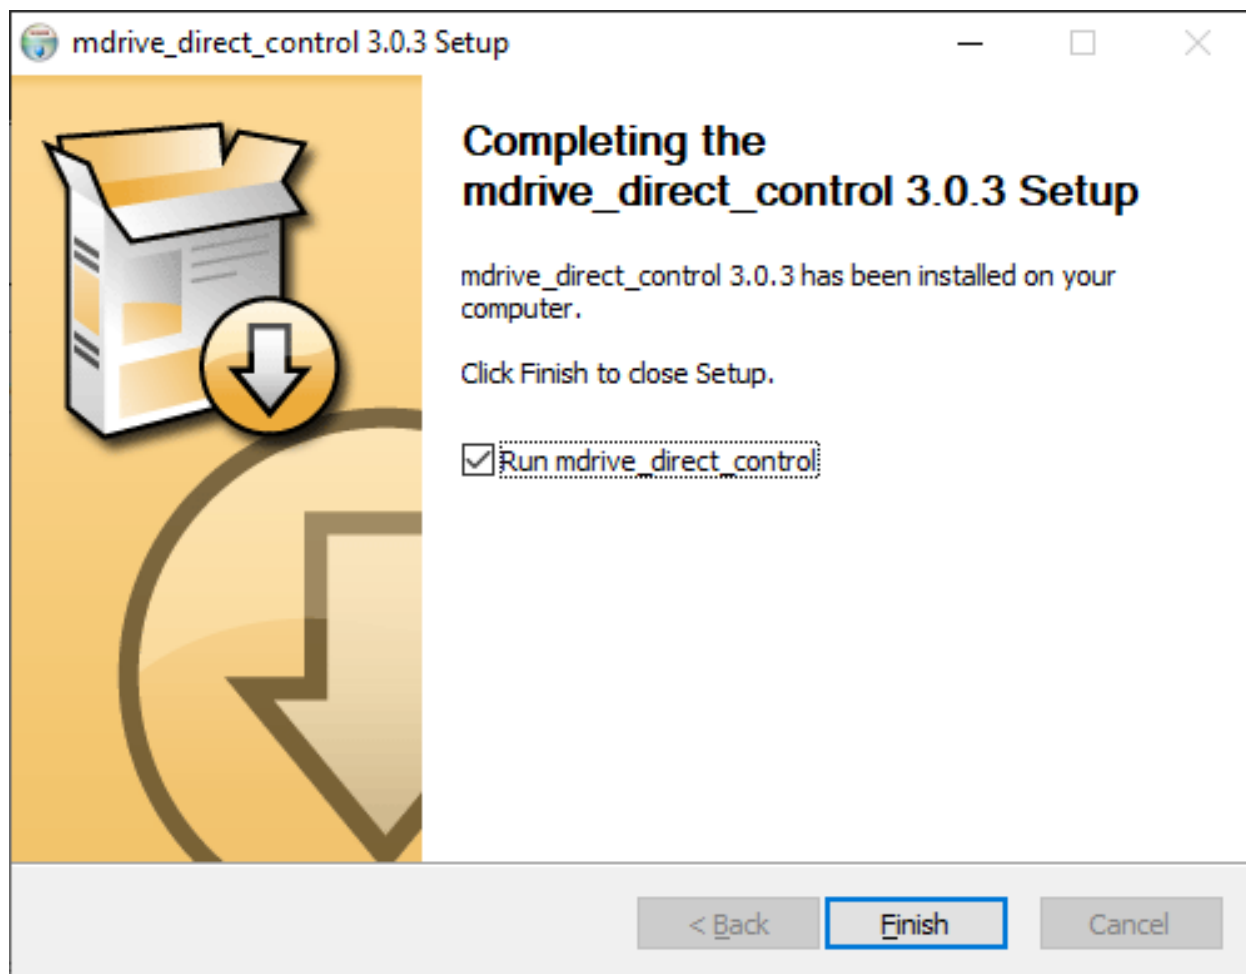 mdrive_direct_control 3.0.3 Setup
Completing the
mdrive_direct_control 3.0.3 Setup
mdrive_direct_control 3.0.3 has been installed on your
computer.
Click Finish to close Setup.
Run mdrive_direct_control
< Back
Finish
Cancel